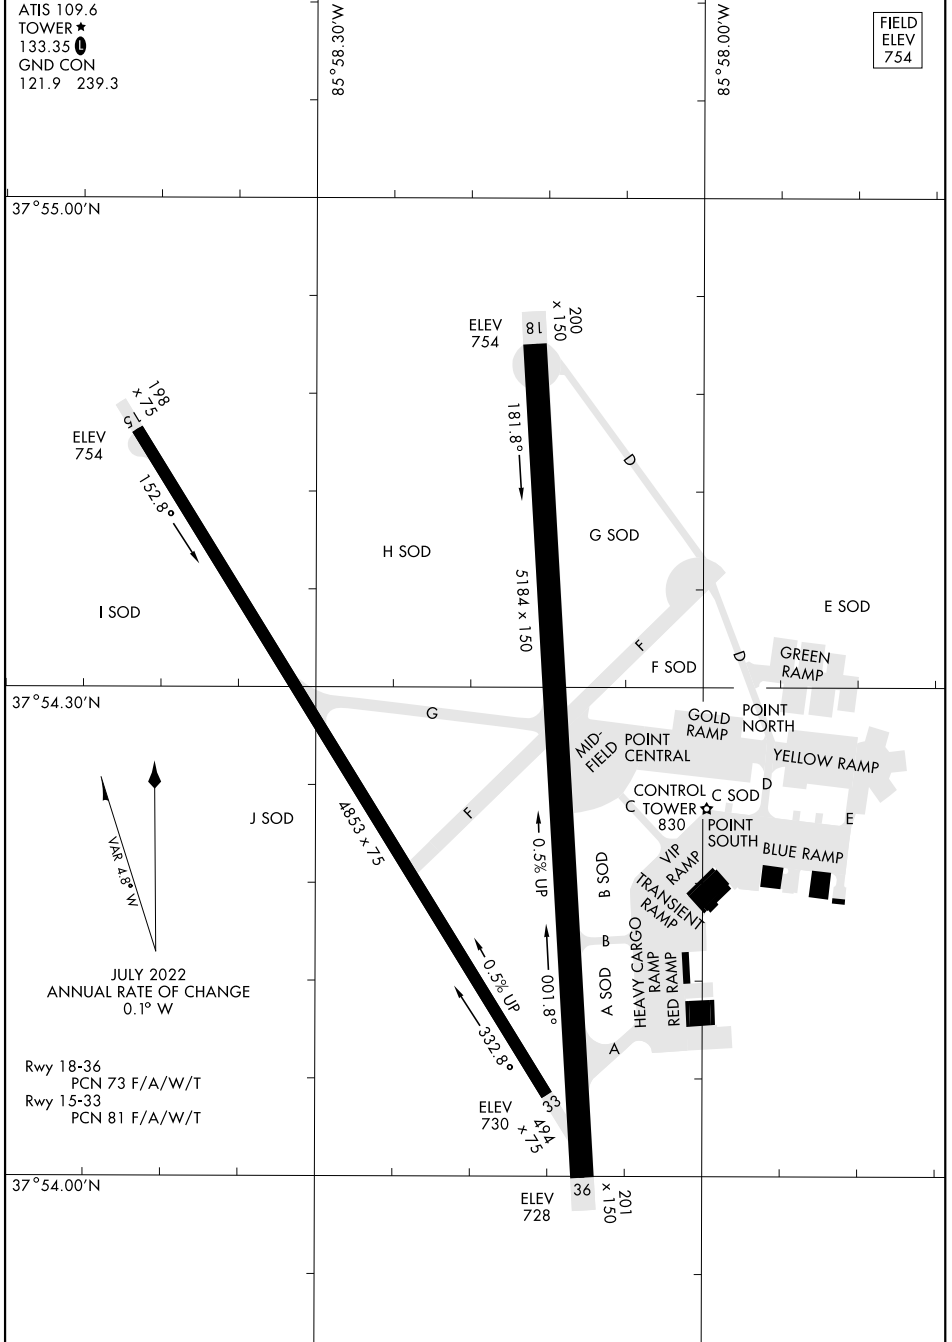 ATIS 109.6
TOWER ★
133.35 Ⓛ
GND CON
121.9 239.3
85°58.30'W
85°58.00'W
FIELD
ELEV
754
37°55.00'N
ELEV
754
18
200
x 150
198
x 75
15
ELEV
754
152.8°
181.8°
D
H SOD
G SOD
5184 x 150
I SOD
E SOD
F
F SOD
D
GREEN
RAMP
37°54.30'N
G
MID-
FIELD
POINT
CENTRAL
GOLD
RAMP
POINT
NORTH
YELLOW RAMP
D
CONTROL
TOWER
830
C SOD
C
E
J SOD
F
4853 x 75
VAR 4.8° W
POINT
SOUTH
BLUE RAMP
0.5% UP
VIP
RAMP
B SOD
TRANSIENT
RAMP
B
HEAVY CARGO
RAMP
RED RAMP
A SOD
0.5% UP
001.8°
332.8°
A
JULY 2022
ANNUAL RATE OF CHANGE
0.1° W
Rwy 18-36
PCN 73 F/A/W/T
Rwy 15-33
PCN 81 F/A/W/T
33
ELEV
730
494
x 75
37°54.00'N
36
201
x 150
ELEV
728